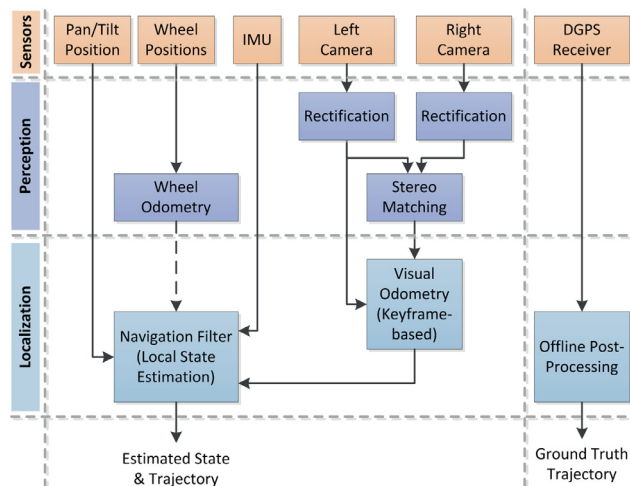 Sensors
Pan/Tilt
Position
Wheel
Positions
IMU
Left
Camera
Right
Camera
DGPS
Receiver
Perception
Rectification
Rectification
Wheel
Odometry
Stereo
Matching
Localization
Visual
Odometry
(Keyframe-
based)
Navigation Filter
(Local State
Estimation)
Offline Post-
Processing
Estimated State
& Trajectory
Ground Truth
Trajectory